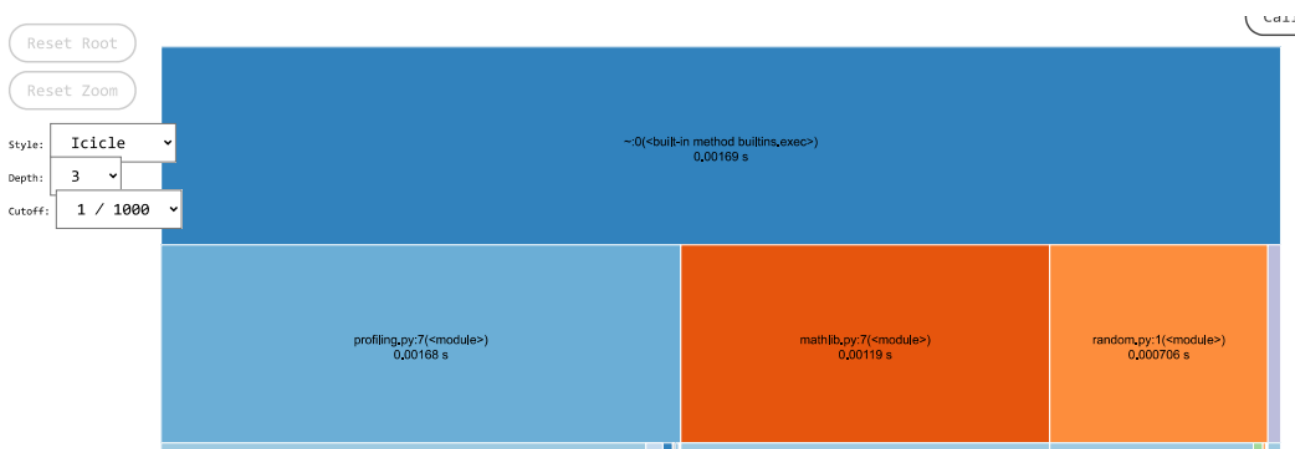 Call
Reset Root
Reset Zoom
Style: Icicle
Depth: 3
Cutoff: 1 / 1000
~:0(<built-in method builtins.exec>)
0.00169 s
profiling.py:7(<module>)
0.00168 s
mathlib.py:7(<module>)
0.00119 s
random.py:1(<module>)
0.000706 s